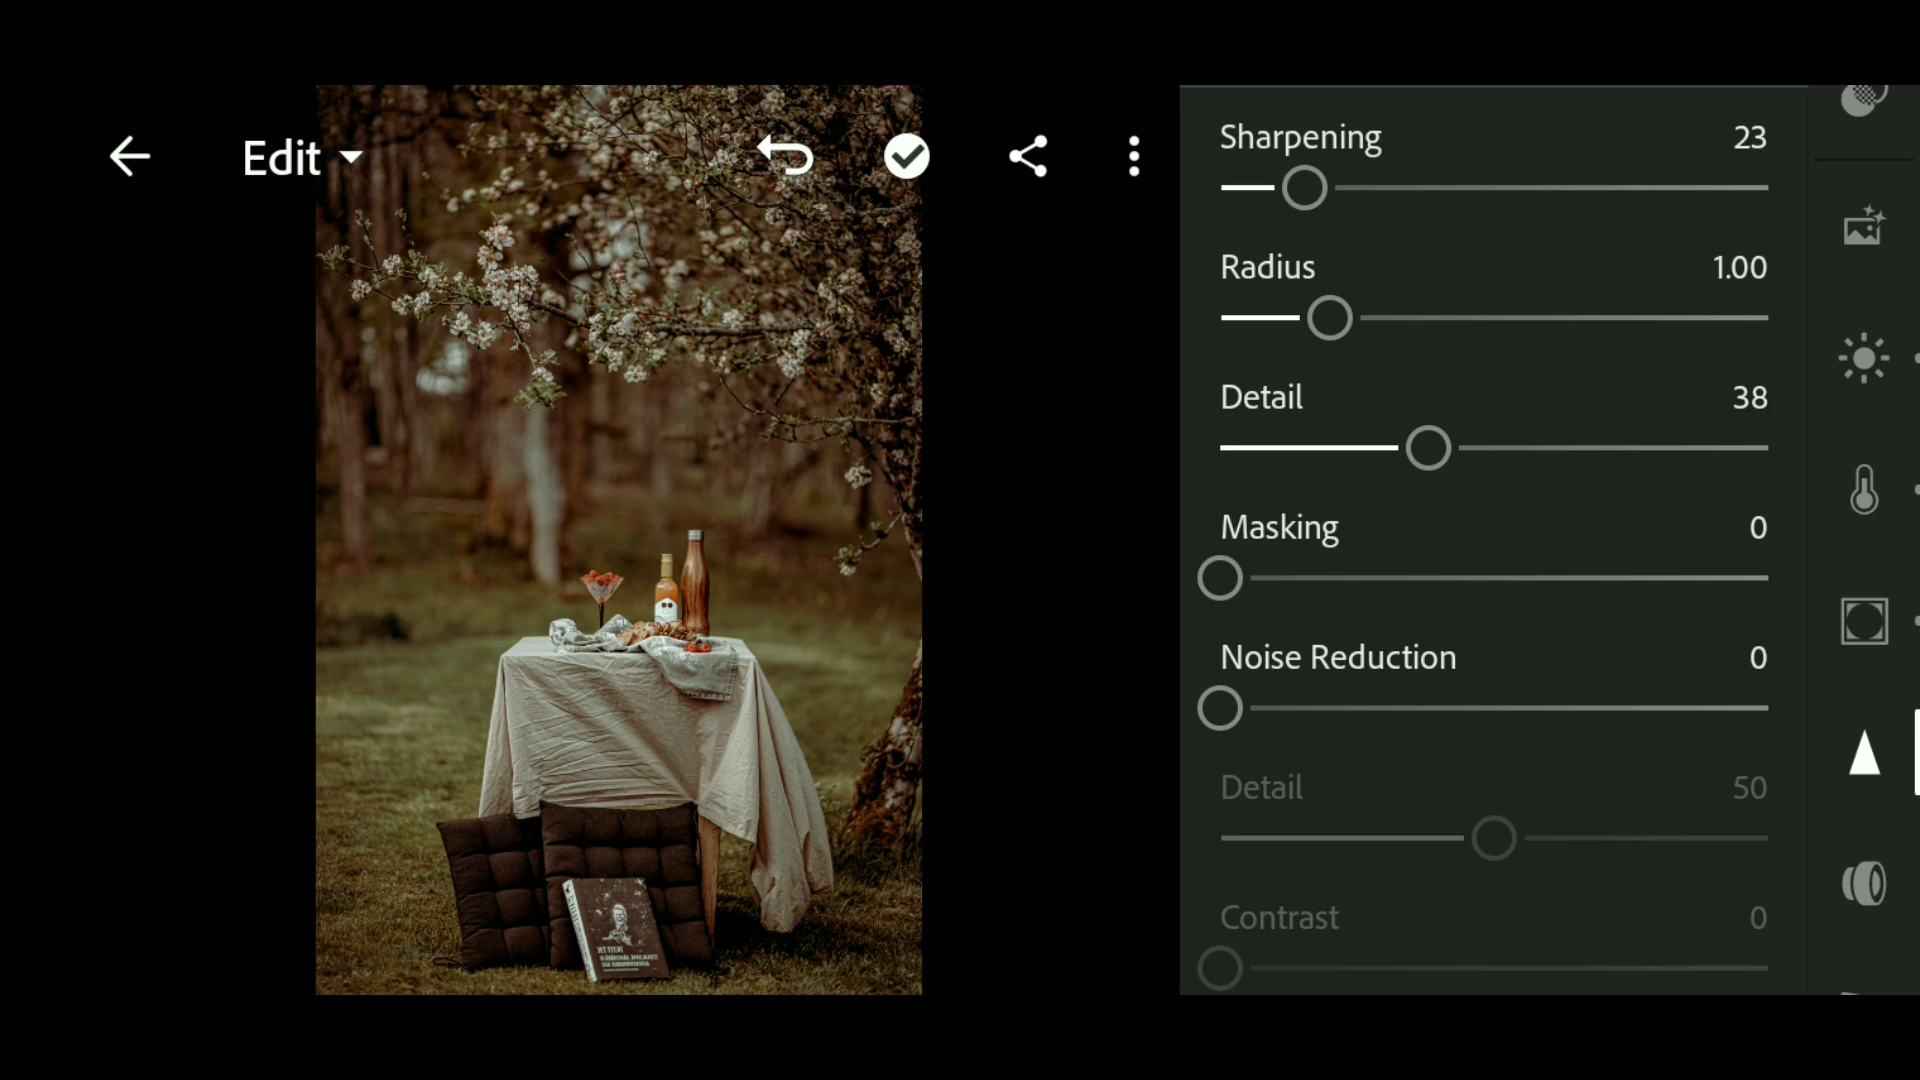 Edit
Sharpening 23
Radius 1.00
Detail 38
Masking 0
Noise Reduction 0
Detail 50
Contrast 0